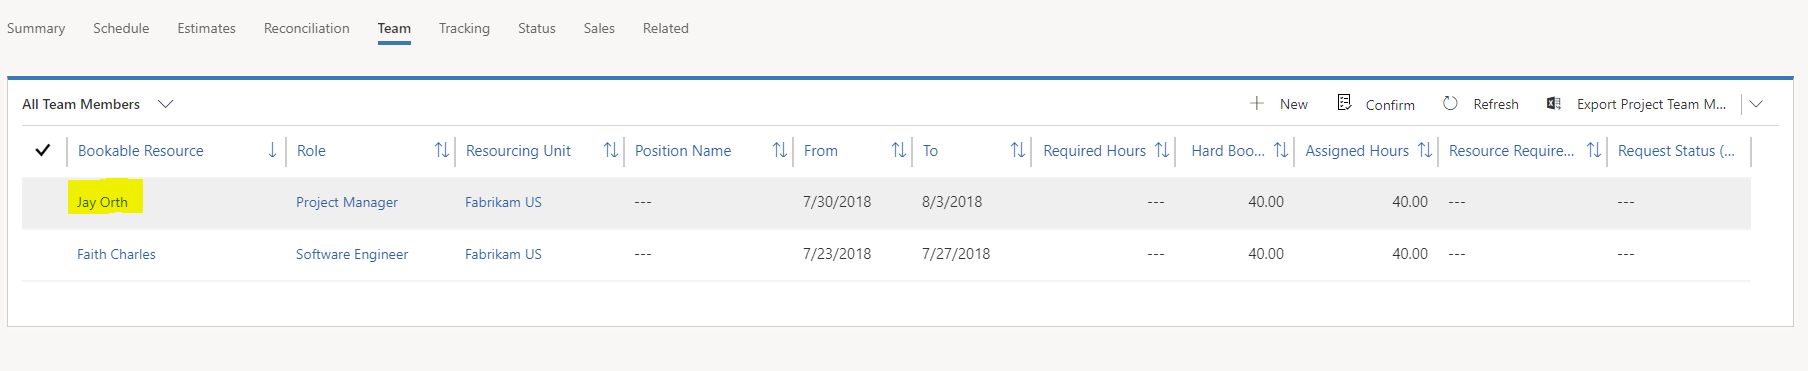 Summary Schedule Estimates Reconciliation Team Tracking Status Sales Related
All Team Members New Confirm Refresh Export Project Team M...
Bookable Resource Role Resourcing Unit Position Name From To Required Hours Hard Boo... Assigned Hours Resource Require... Request Status (...
Jay Orth Project Manager Fabrikam US --- 7/30/2018 8/3/2018 --- 40.00 40.00 --- ---
Faith Charles Software Engineer Fabrikam US --- 7/23/2018 7/27/2018 --- 40.00 40.00 --- ---